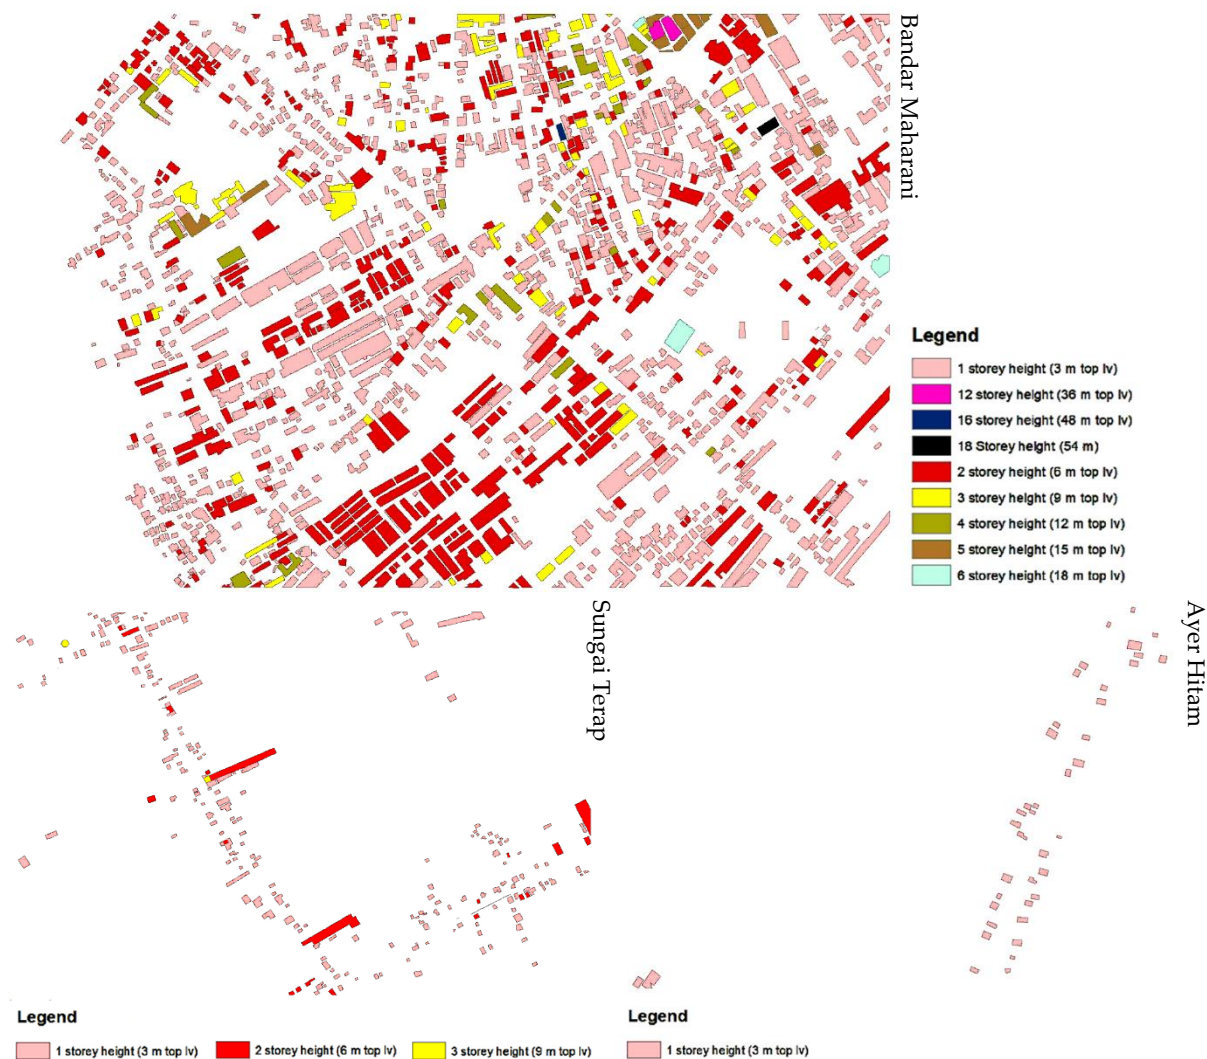 Bandar Maharani
Legend
1 storey height (3 m top lv)
12 storey height (36 m top lv)
16 storey height (48 m top lv)
18 Storey height (54 m)
2 storey height (6 m top lv)
3 storey height (9 m top lv)
4 storey height (12 m top lv)
5 storey height (15 m top lv)
6 storey height (18 m top lv)
Sungai Terap
Ayer Hitam
Legend
1 storey height (3 m top lv)
2 storey height (6 m top lv)
3 storey height (9 m top lv)
Legend
1 storey height (3 m top lv)